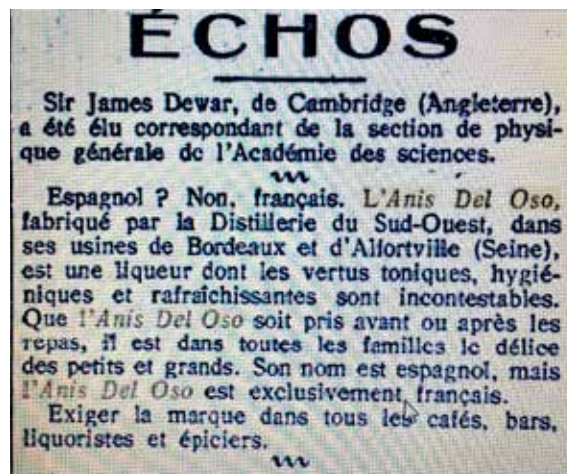 ÉCHOS
Sir James Dewar, de Cambridge (Angleterre),
a été élu correspondant de la section de physi-
que générale de l'Académie des sciences.
Espagnol ? Non, français. L'Anis Del Oso,
fabriqué par la Distillerie du Sud-Ouest, dans
ses usines de Bordeaux et d'Alfortville (Seine),
est une liqueur dont les vertus toniques, hygié-
niques et rafraîchissantes sont incontestables.
Que l'Anis Del Oso soit pris avant ou après les
repas, il est dans toutes les familles le délice
des petits et grands. Son nom est espagnol, mais
l'Anis Del Oso est exclusivement français.
Exiger la marque dans tous les cafés, bars,
liquoristes et épiciers.